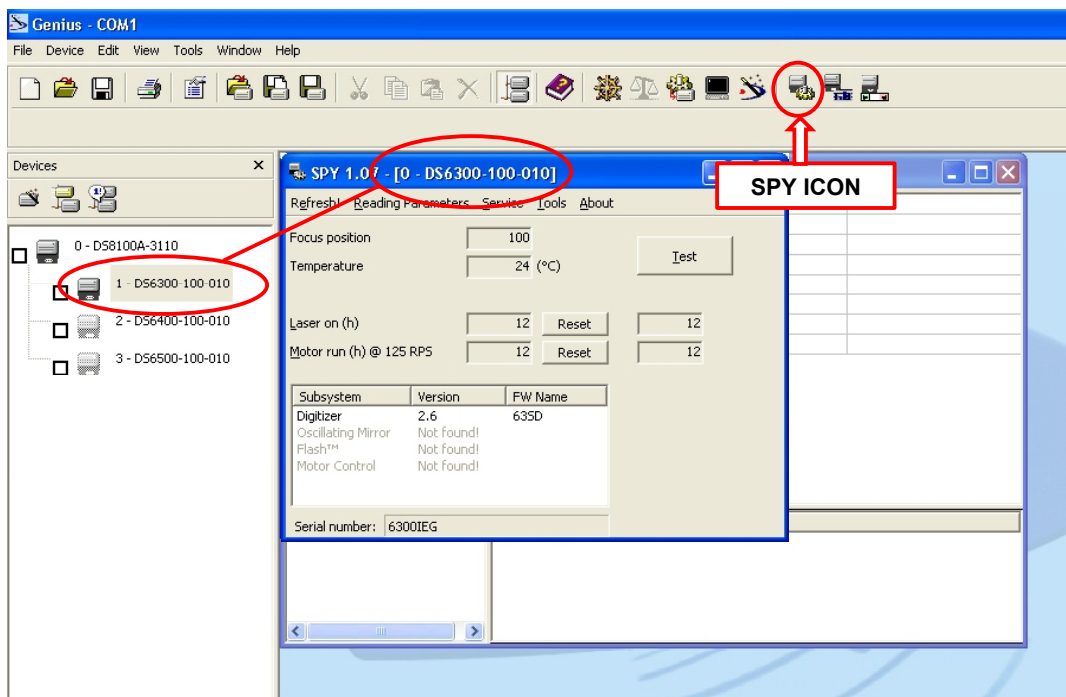 Genius - COM1
File Device Edit View Tools Window Help
Devices
0 - DS8100A-3110
1 - DS6300-100-010
2 - DS6400-100-010
3 - DS6500-100-010
SPY 1.07 - [0 - DS6300-100-010]
SPY ICON
Refresh! Reading Parameters Service Tools About
Focus position 100
Temperature 24 (°C)
Test
Laser on (h) 12 Reset 12
Motor run (h) @ 125 RPS 12 Reset 12
Subsystem Version FW Name
Digitizer 2.6 63SD
Oscillating Mirror Not found!
Flash™ Not found!
Motor Control Not found!
Serial number: 6300IEG